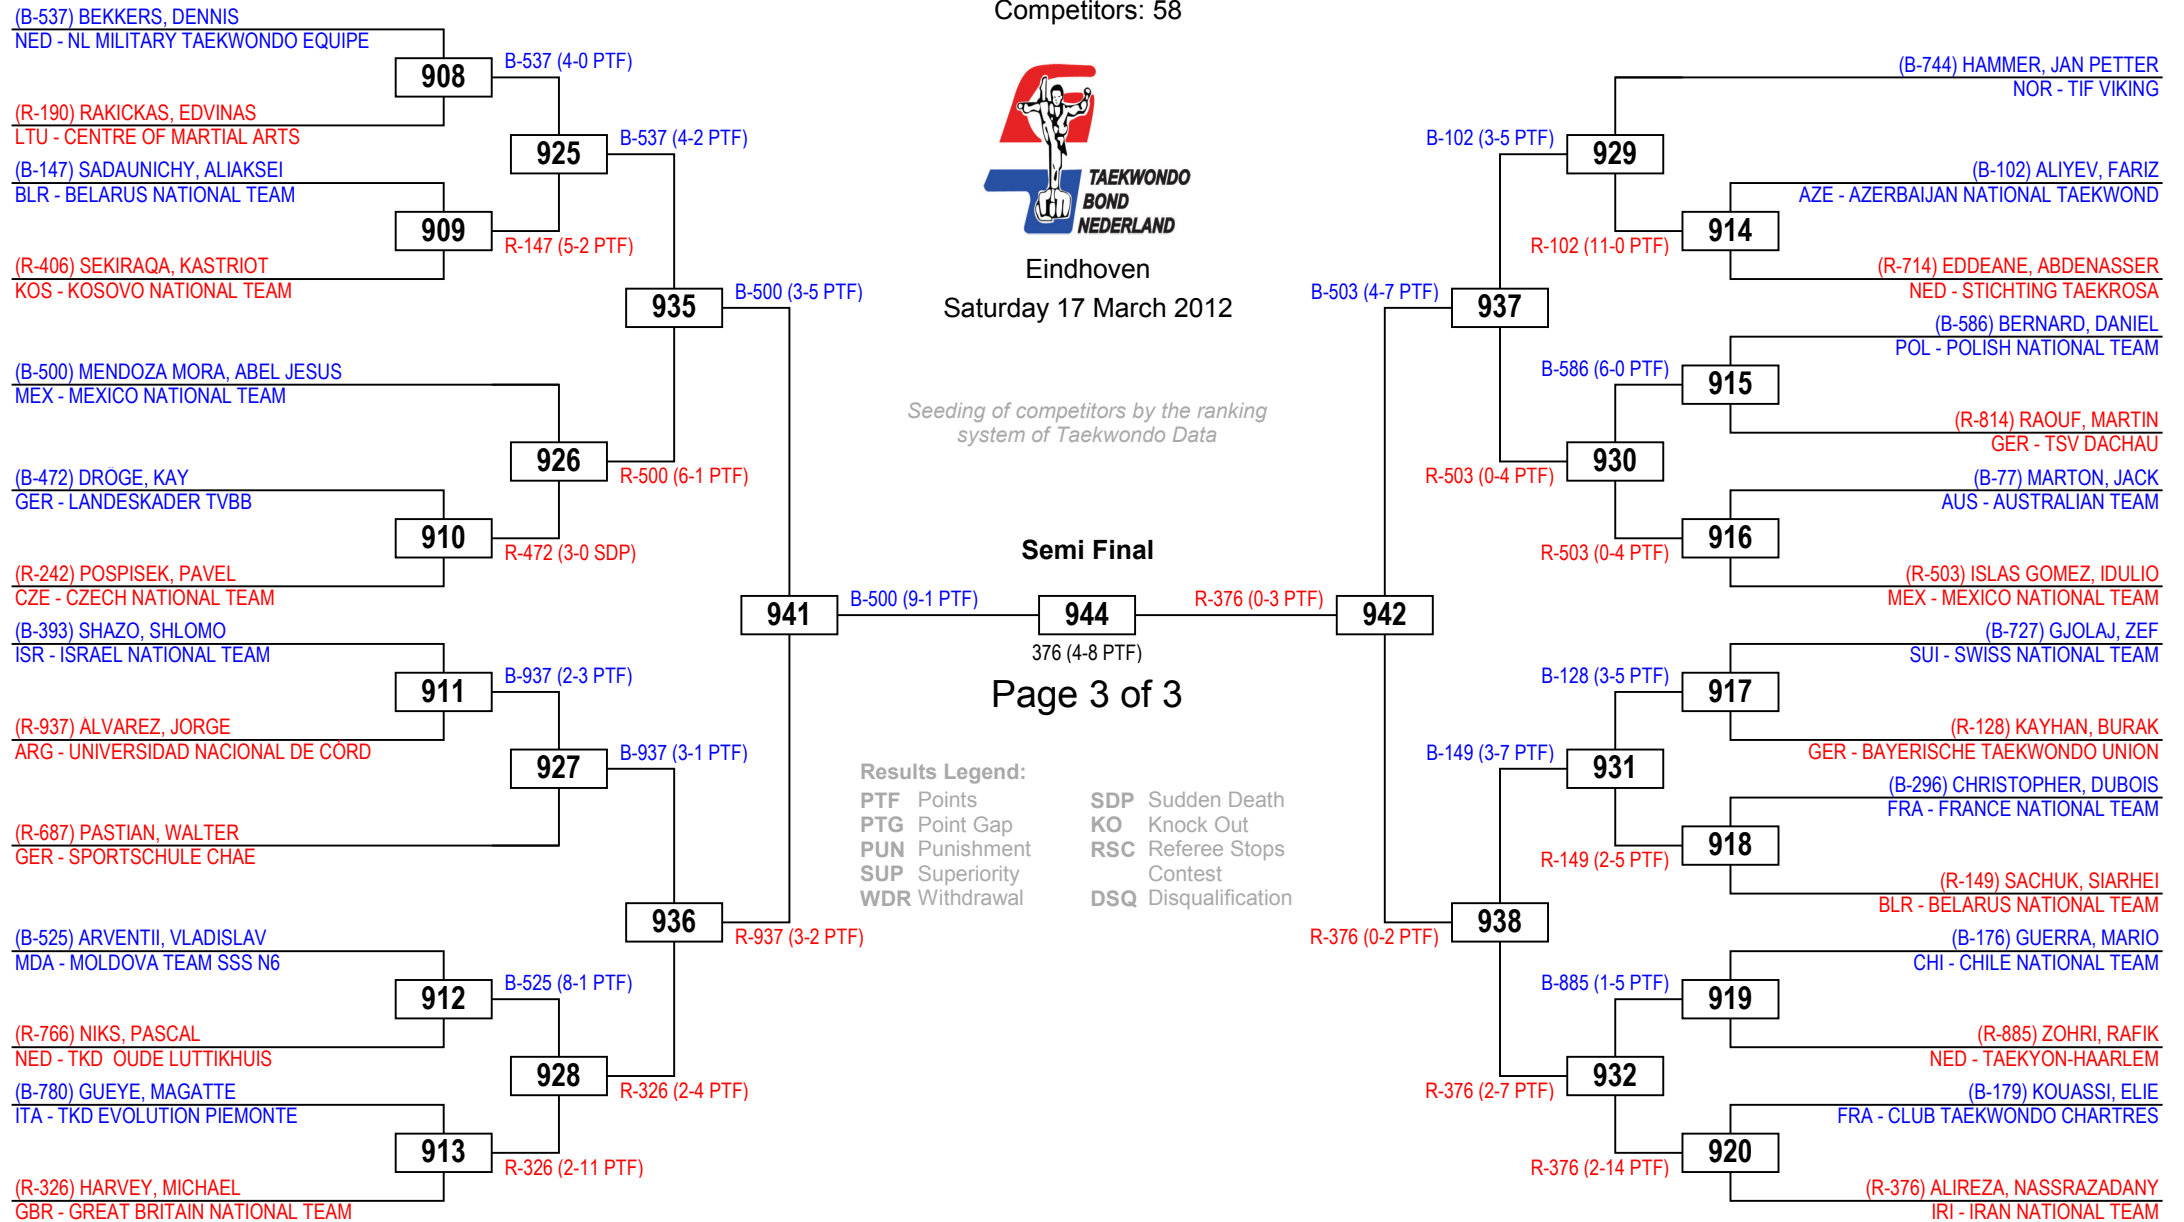 Competitors: 58
TAEKWONDO
BOND
NEDERLAND
Eindhoven
Saturday 17 March 2012
Seeding of competitors by the ranking
system of Taekwondo Data
(B-537) BEKKERS, DENNIS
NED - NL MILITARY TAEKWONDO EQUIPE
908
B-537 (4-0 PTF)
(R-190) RAKICKAS, EDVINAS
LTU - CENTRE OF MARTIAL ARTS
925
B-537 (4-2 PTF)
(B-147) SADAUNICHY, ALIAKSEI
BLR - BELARUS NATIONAL TEAM
909
R-147 (5-2 PTF)
(R-406) SEKIRAQA, KASTRIOT
KOS - KOSOVO NATIONAL TEAM
935
B-500 (3-5 PTF)
(B-500) MENDOZA MORA, ABEL JESUS
MEX - MEXICO NATIONAL TEAM
926
R-500 (6-1 PTF)
(B-472) DRÖGE, KAY
GER - LANDESKADER TVBB
910
R-472 (3-0 SDP)
(R-242) POSPISEK, PAVEL
CZE - CZECH NATIONAL TEAM
941
B-500 (9-1 PTF)
(B-393) SHAZO, SHLOMO
ISR - ISRAEL NATIONAL TEAM
911
B-937 (2-3 PTF)
(R-937) ALVAREZ, JORGE
ARG - UNIVERSIDAD NACIONAL DE CÓRD
927
B-937 (3-1 PTF)
(R-687) PASTIAN, WALTER
GER - SPORTSCHULE CHAE
936
R-937 (3-2 PTF)
(B-525) ARVENTII, VLADISLAV
MDA - MOLDOVA TEAM SSS N6
912
B-525 (8-1 PTF)
(R-766) NIKS, PASCAL
NED - TKD OUDE LUTTIKHUIS
928
R-326 (2-4 PTF)
(B-780) GUEYE, MAGATTE
ITA - TKD EVOLUTION PIEMONTE
913
R-326 (2-11 PTF)
(R-326) HARVEY, MICHAEL
GBR - GREAT BRITAIN NATIONAL TEAM
Semi Final
944
376 (4-8 PTF)
Page 3 of 3
Results Legend:
PTF Points
PTG Point Gap
PUN Punishment
SUP Superiority
WDR Withdrawal
SDP Sudden Death
KO Knock Out
RSC Referee Stops
Contest
DSQ Disqualification
(B-744) HAMMER, JAN PETTER
NOR - TIF VIKING
B-102 (3-5 PTF)
929
(B-102) ALIYEV, FARIZ
AZE - AZERBAIJAN NATIONAL TAEKWOND
914
R-102 (11-0 PTF)
(R-714) EDDEANE, ABDENASSER
NED - STICHTING TAEKROSA
B-503 (4-7 PTF)
937
(B-586) BERNARD, DANIEL
POL - POLISH NATIONAL TEAM
B-586 (6-0 PTF)
915
(R-814) RAOUF, MARTIN
GER - TSV DACHAU
930
R-503 (0-4 PTF)
(B-77) MARTON, JACK
AUS - AUSTRALIAN TEAM
916
R-503 (0-4 PTF)
(R-503) ISLAS GOMEZ, IDULIO
MEX - MEXICO NATIONAL TEAM
R-376 (0-3 PTF)
942
(B-727) GJOLAJ, ZEF
SUI - SWISS NATIONAL TEAM
B-128 (3-5 PTF)
917
(R-128) KAYHAN, BURAK
GER - BAYERISCHE TAEKWONDO UNION
B-149 (3-7 PTF)
931
(B-296) CHRISTOPHER, DUBOIS
FRA - FRANCE NATIONAL TEAM
918
R-149 (2-5 PTF)
(R-149) SACHUK, SIARHEI
BLR - BELARUS NATIONAL TEAM
938
R-376 (0-2 PTF)
(B-176) GUERRA, MARIO
CHI - CHILE NATIONAL TEAM
B-885 (1-5 PTF)
919
(R-885) ZOHRI, RAFIK
NED - TAEKYON-HAARLEM
932
R-376 (2-7 PTF)
(B-179) KOUASSI, ELIE
FRA - CLUB TAEKWONDO CHARTRES
920
R-376 (2-14 PTF)
(R-376) ALIREZA, NASSRAZADANY
IRI - IRAN NATIONAL TEAM